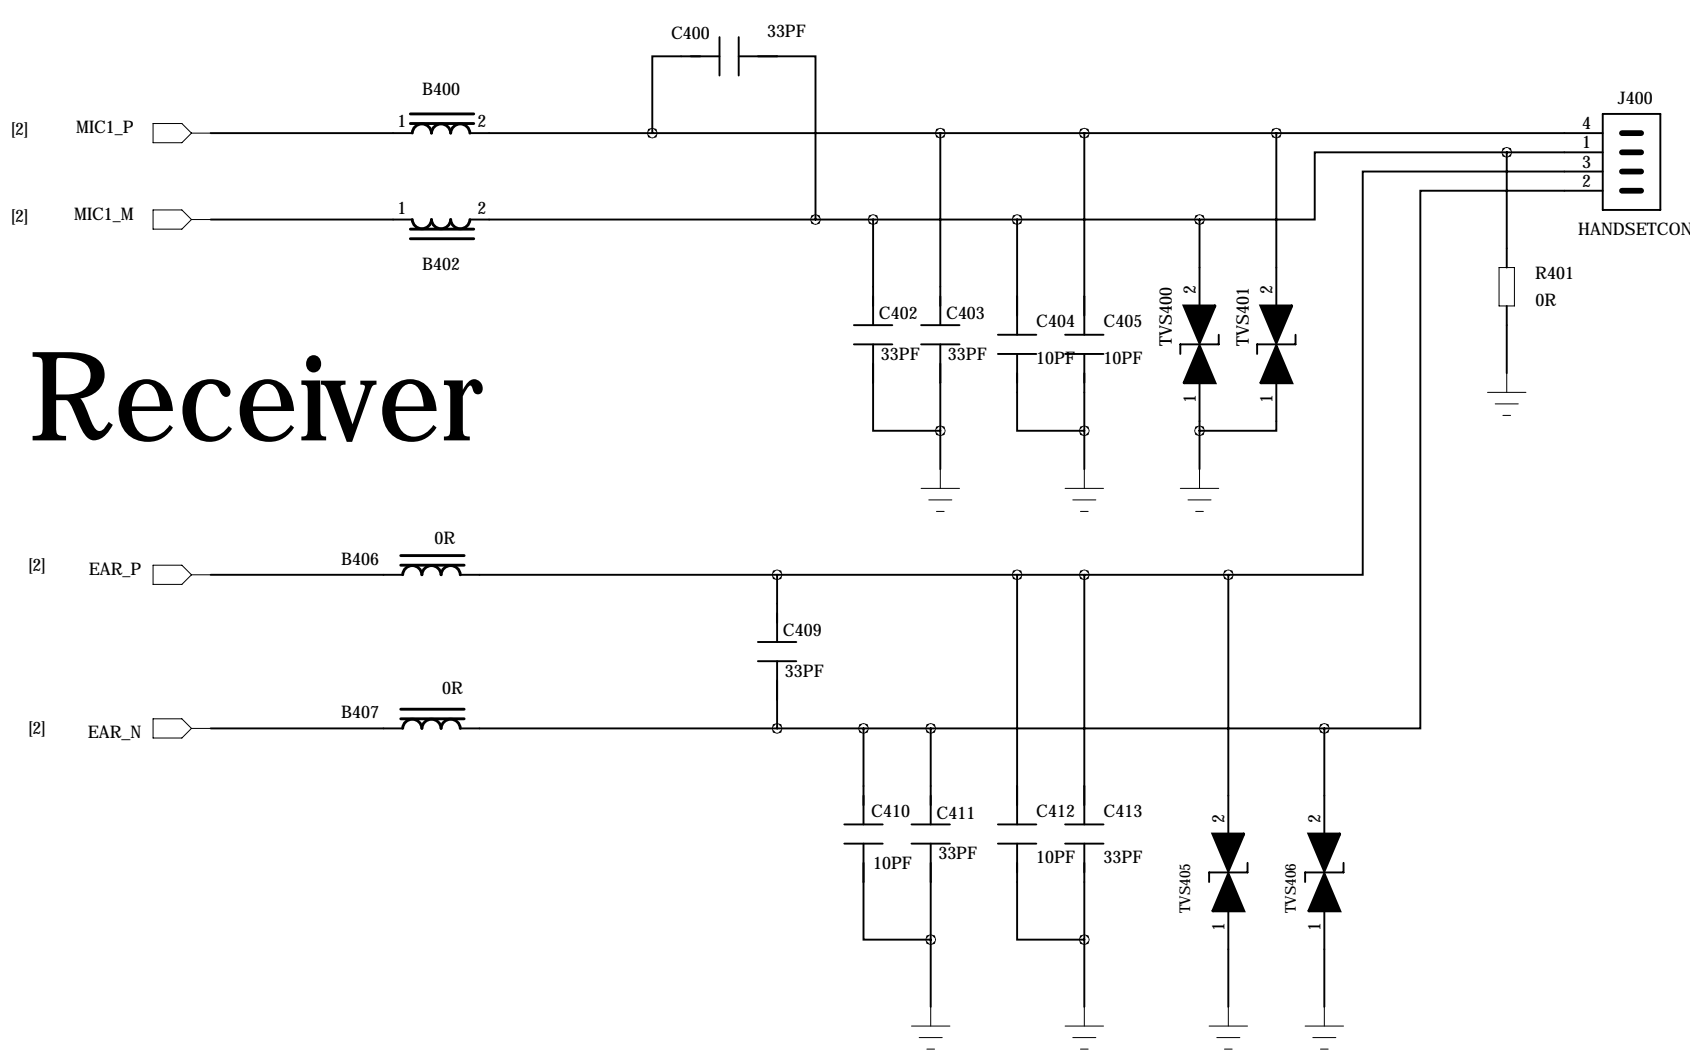 C400 33PF
B400
J400
[2] MIC1_P 1 2 4
1
3
2
[2] MIC1_M 1 2
HANDSETCON
B402
R401
0R
TVS400 2 TVS401 2
C402 C403 C404 C405
33PF 33PF 10PF 10PF
1 1
Receiver
0R
[2] EAR_P B406
C409
33PF
0R
[2] EAR_N B407
C410 C411 C412 C413
10PF 33PF 10PF 33PF
2 2
TVS405 TVS406
1 1